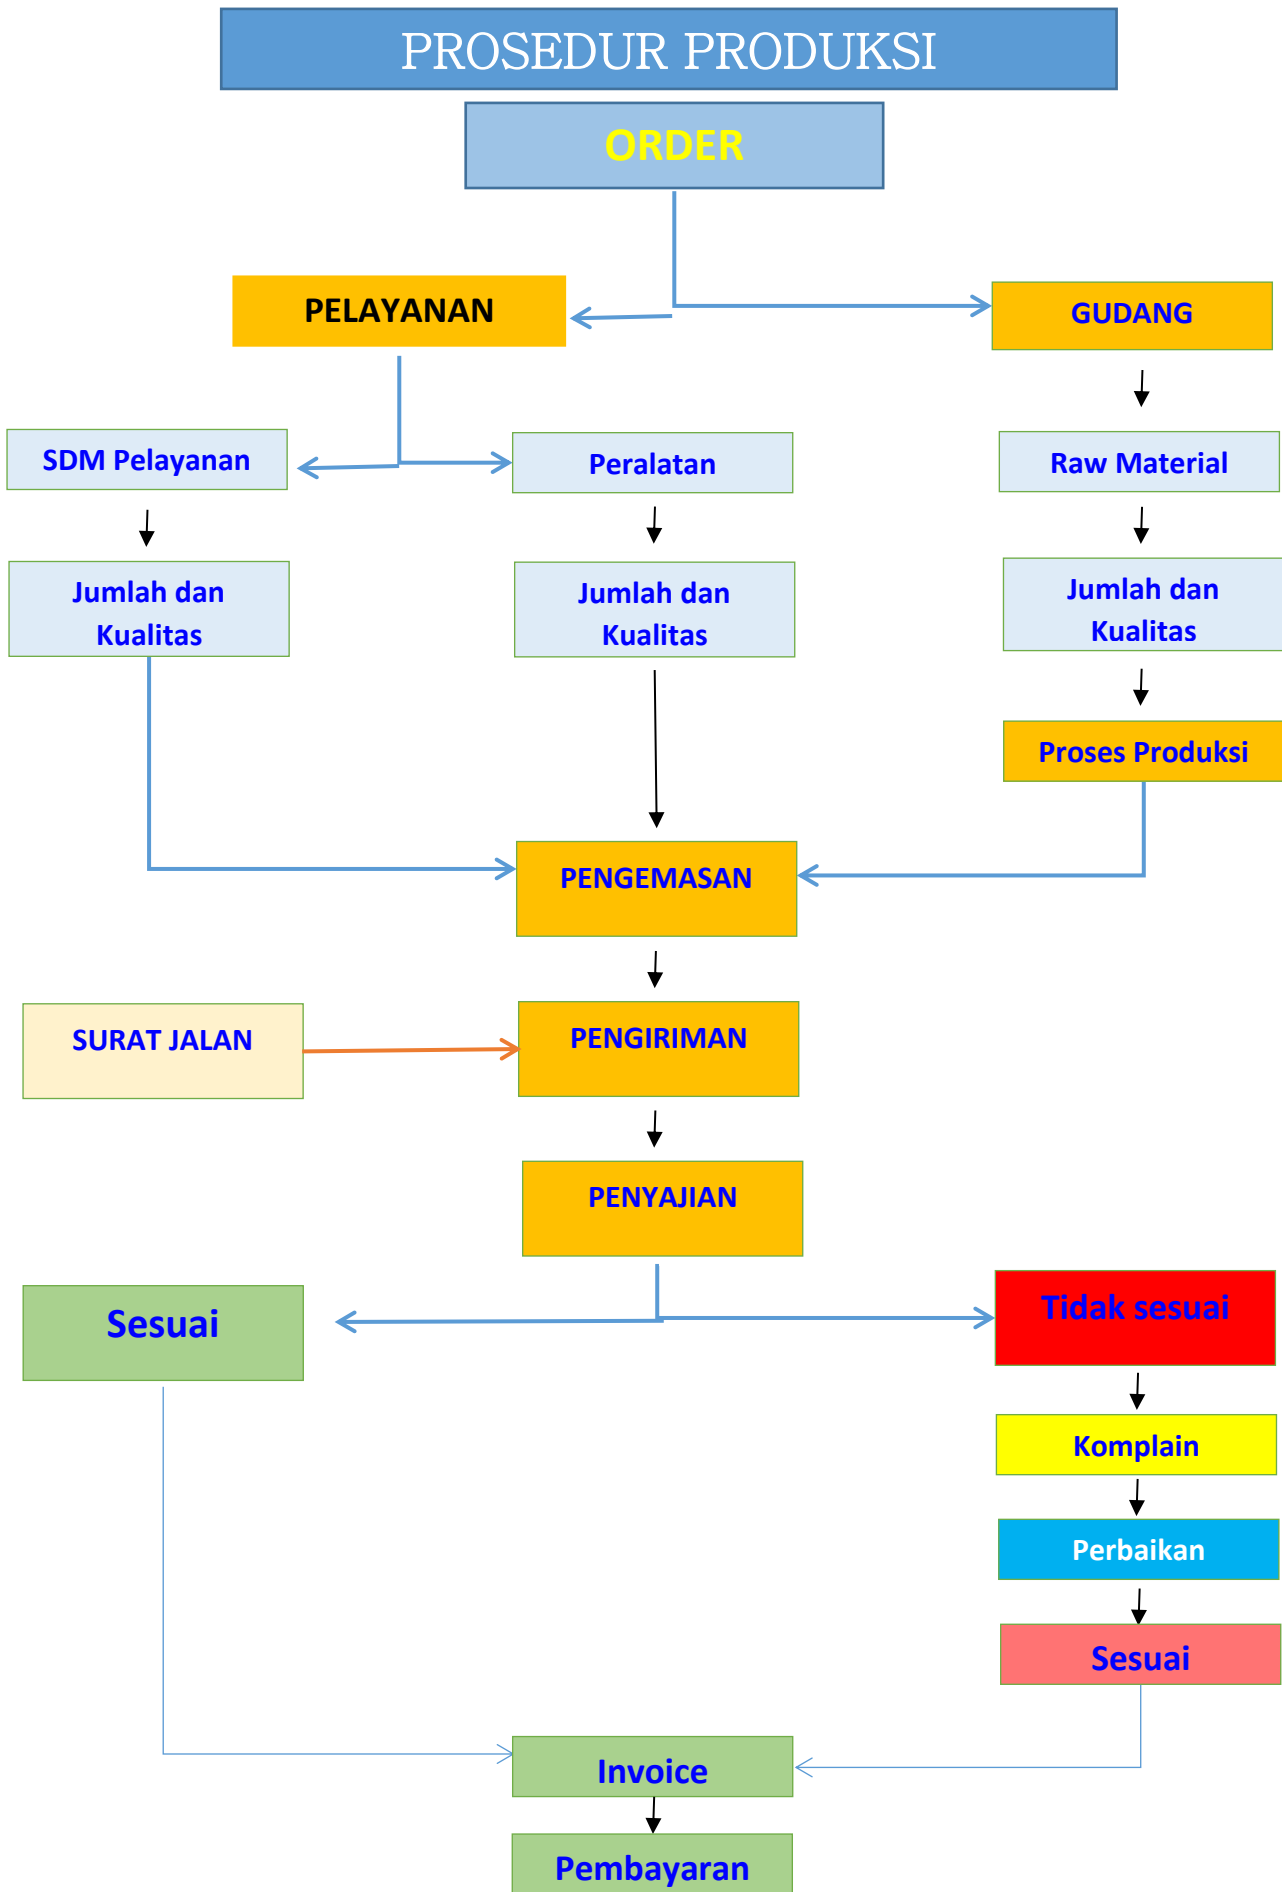 PROSEDUR PRODUKSI
ORDER
PELAYANAN
GUDANG
SDM Pelayanan
Peralatan
Raw Material
Jumlah dan
Kualitas
Jumlah dan
Kualitas
Jumlah dan
Kualitas
Proses Produksi
PENGEMASAN
SURAT JALAN
PENGIRIMAN
PENYAJIAN
Sesuai
Tidak sesuai
Komplain
Perbaikan
Sesuai
Invoice
Pembayaran